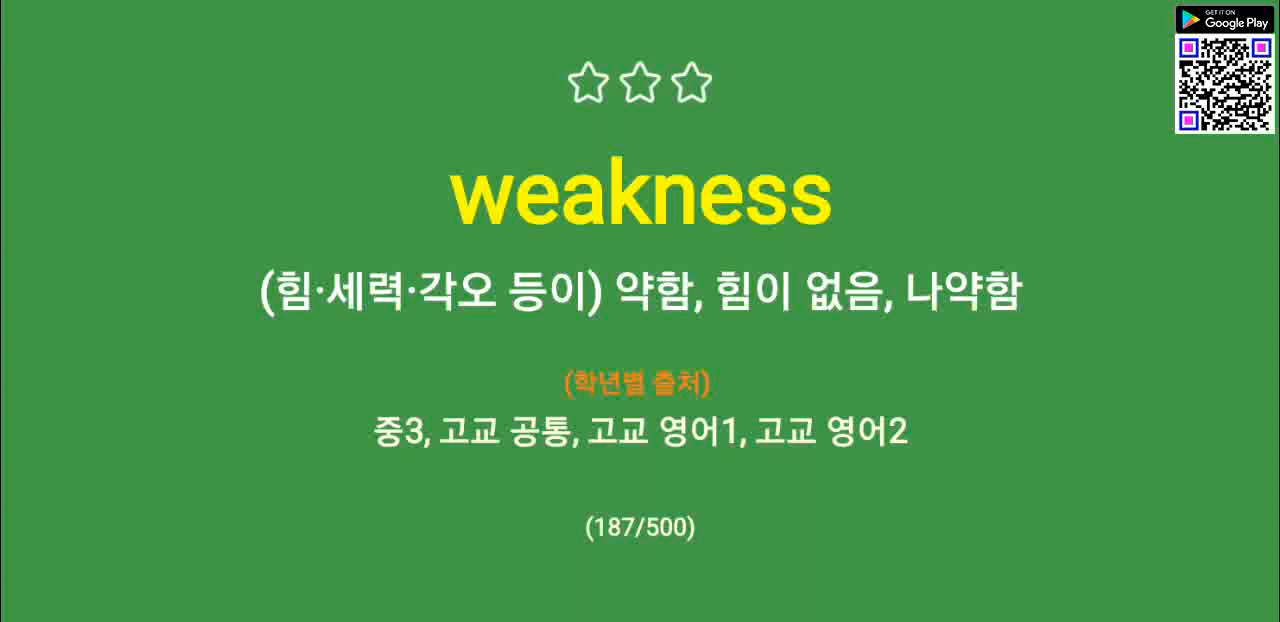 GET IT ON
Google Play
weakness
(힘·세력·각오 등이) 약함, 힘이 없음, 나약함
(학년별 출처)
중3, 고교 공통, 고교 영어1, 고교 영어2
(187/500)